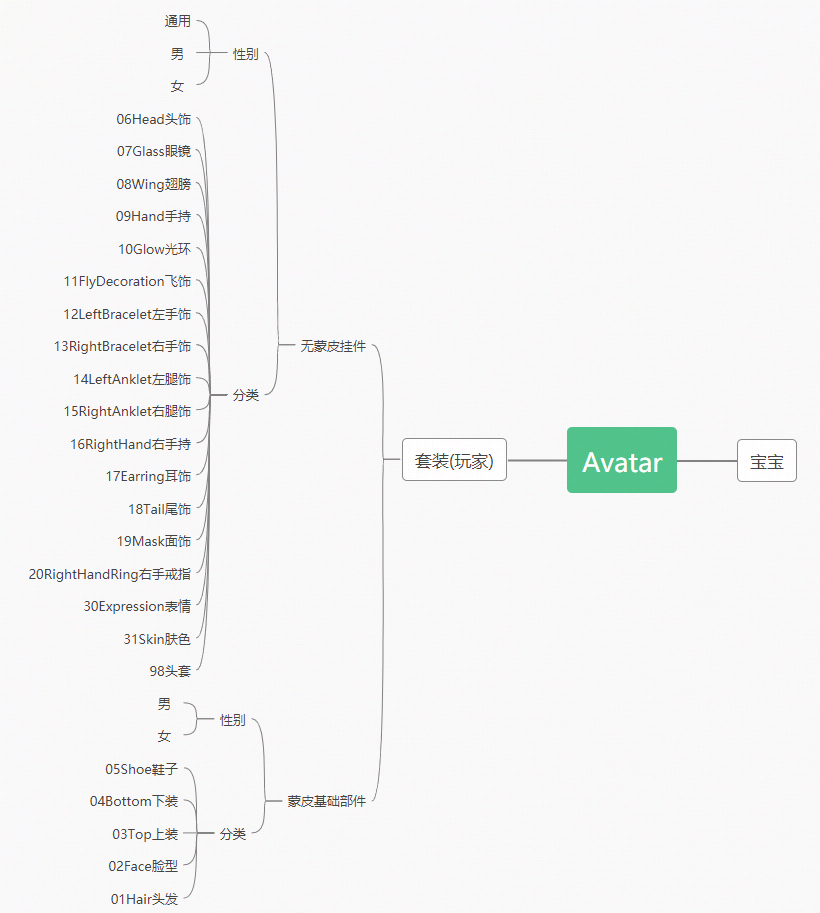 通用
男
性别
女
06Head头饰
07Glass眼镜
08Wing翅膀
09Hand手持
10Glow光环
11FlyDecoration飞饰
12LeftBracelet左手饰
13RightBracelet右手饰
无蒙皮挂件
14LeftAnklet左腿饰
分类
15RightAnklet右腿饰
16RightHand右手持
套装(玩家)
Avatar
宝宝
17Earring耳饰
18Tail尾饰
19Mask面饰
20RightHandRing右手戒指
30Expression表情
31Skin肤色
98头套
男
性别
女
05Shoe鞋子
04Bottom下装
蒙皮基础部件
03Top上装
分类
02Face脸型
01Hair头发